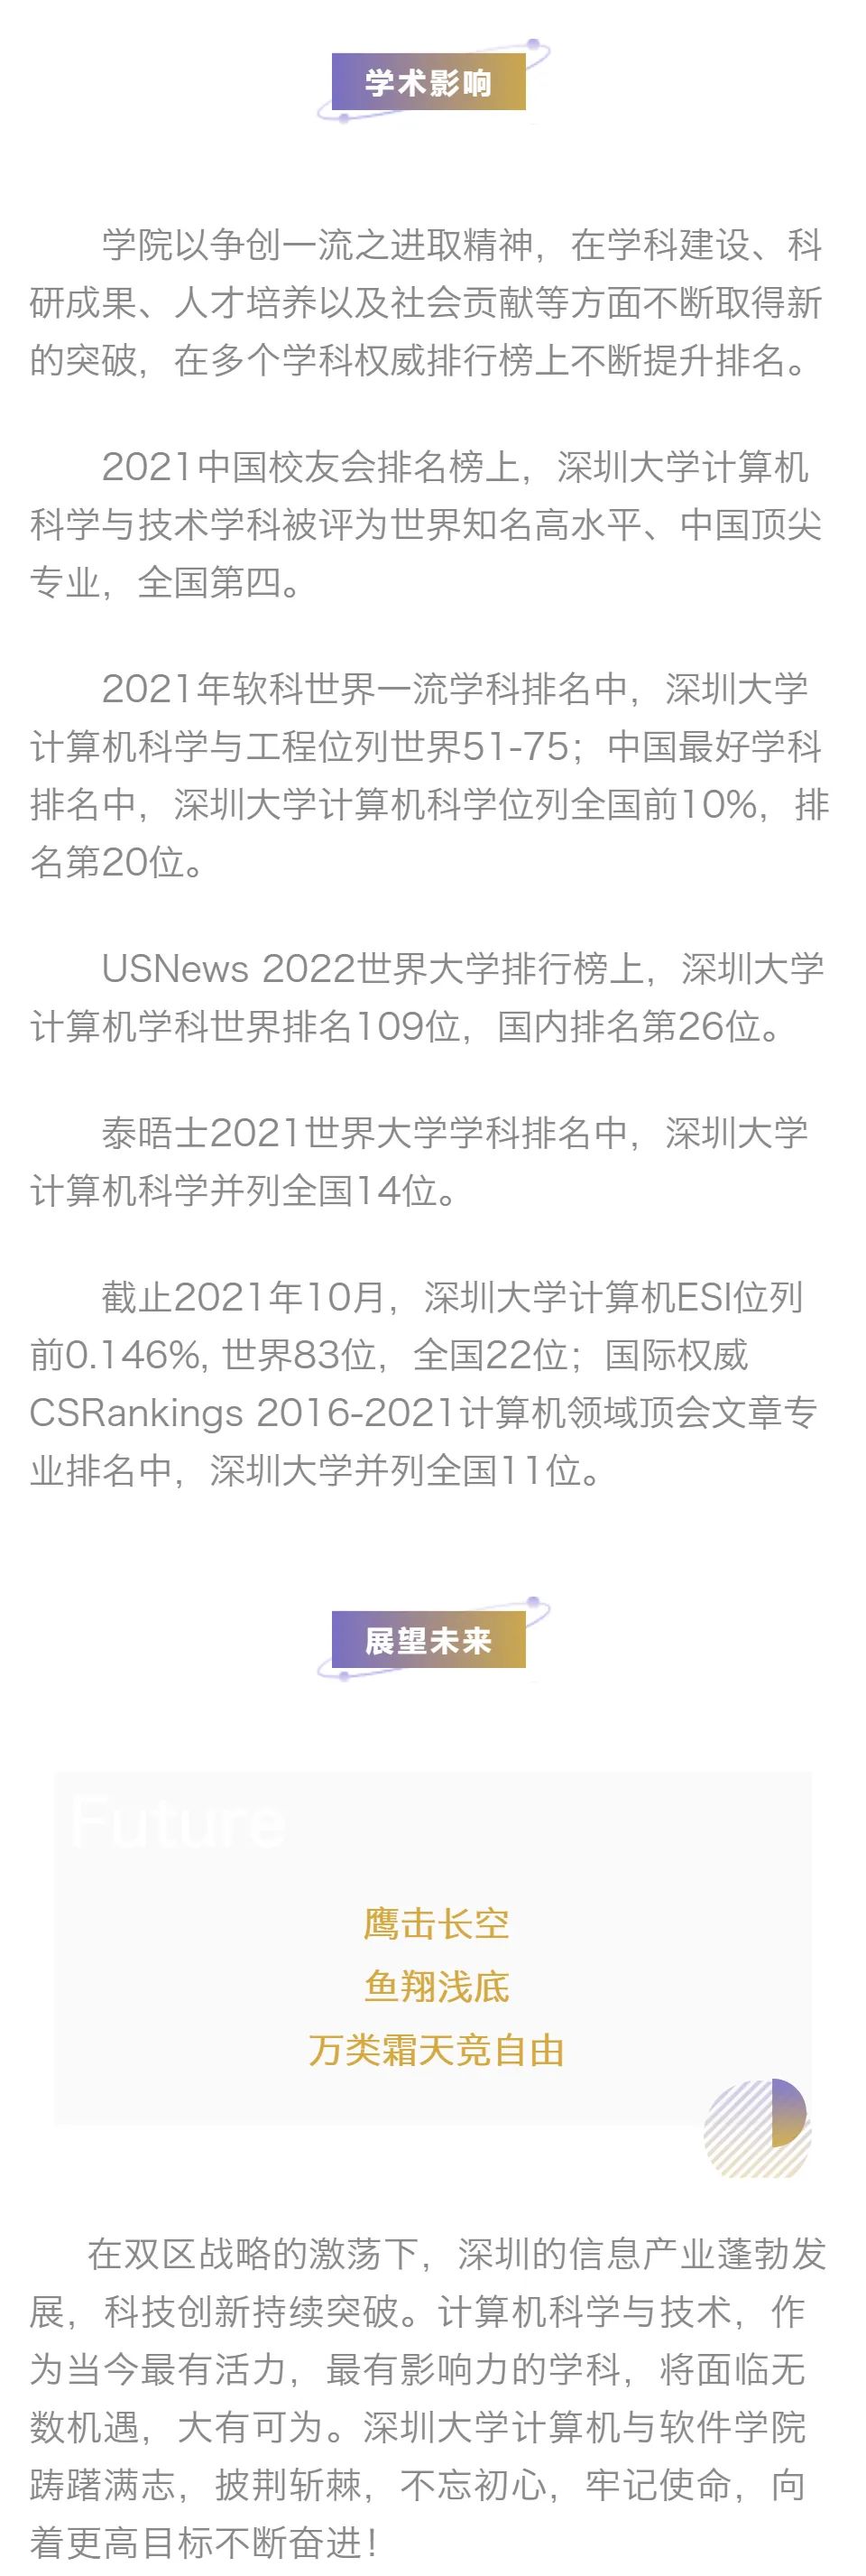 学术影响
学院以争创一流之进取精神，在学科建设、科
研成果、人才培养以及社会贡献等方面不断取得新
的突破，在多个学科权威排行榜上不断提升排名。
2021中国校友会排名榜上，深圳大学计算机
科学与技术学科被评为世界知名高水平、中国顶尖
专业，全国第四。
2021年软科世界一流学科排名中，深圳大学
计算机科学与工程位列世界51-75；中国最好学科
排名中，深圳大学计算机科学位列全国前10%，排
名第20位。
USNews 2022世界大学排行榜上，深圳大学
计算机学科世界排名109位，国内排名第26位。
泰晤士2021世界大学学科排名中，深圳大学
计算机科学并列全国14位。
截止2021年10月，深圳大学计算机ESI位列
前0.146%, 世界83位，全国22位；国际权威
CSRankings 2016-2021计算机领域顶会文章专
业排名中，深圳大学并列全国11位。
展望未来
Future
鹰击长空
鱼翔浅底
万类霜天竞自由
在双区战略的激荡下，深圳的信息产业蓬勃发
展，科技创新持续突破。计算机科学与技术，作
为当今最有活力，最有影响力的学科，将面临无
数机遇，大有可为。深圳大学计算机与软件学院
踌躇满志，披荆斩棘，不忘初心，牢记使命，向
着更高目标不断奋进！